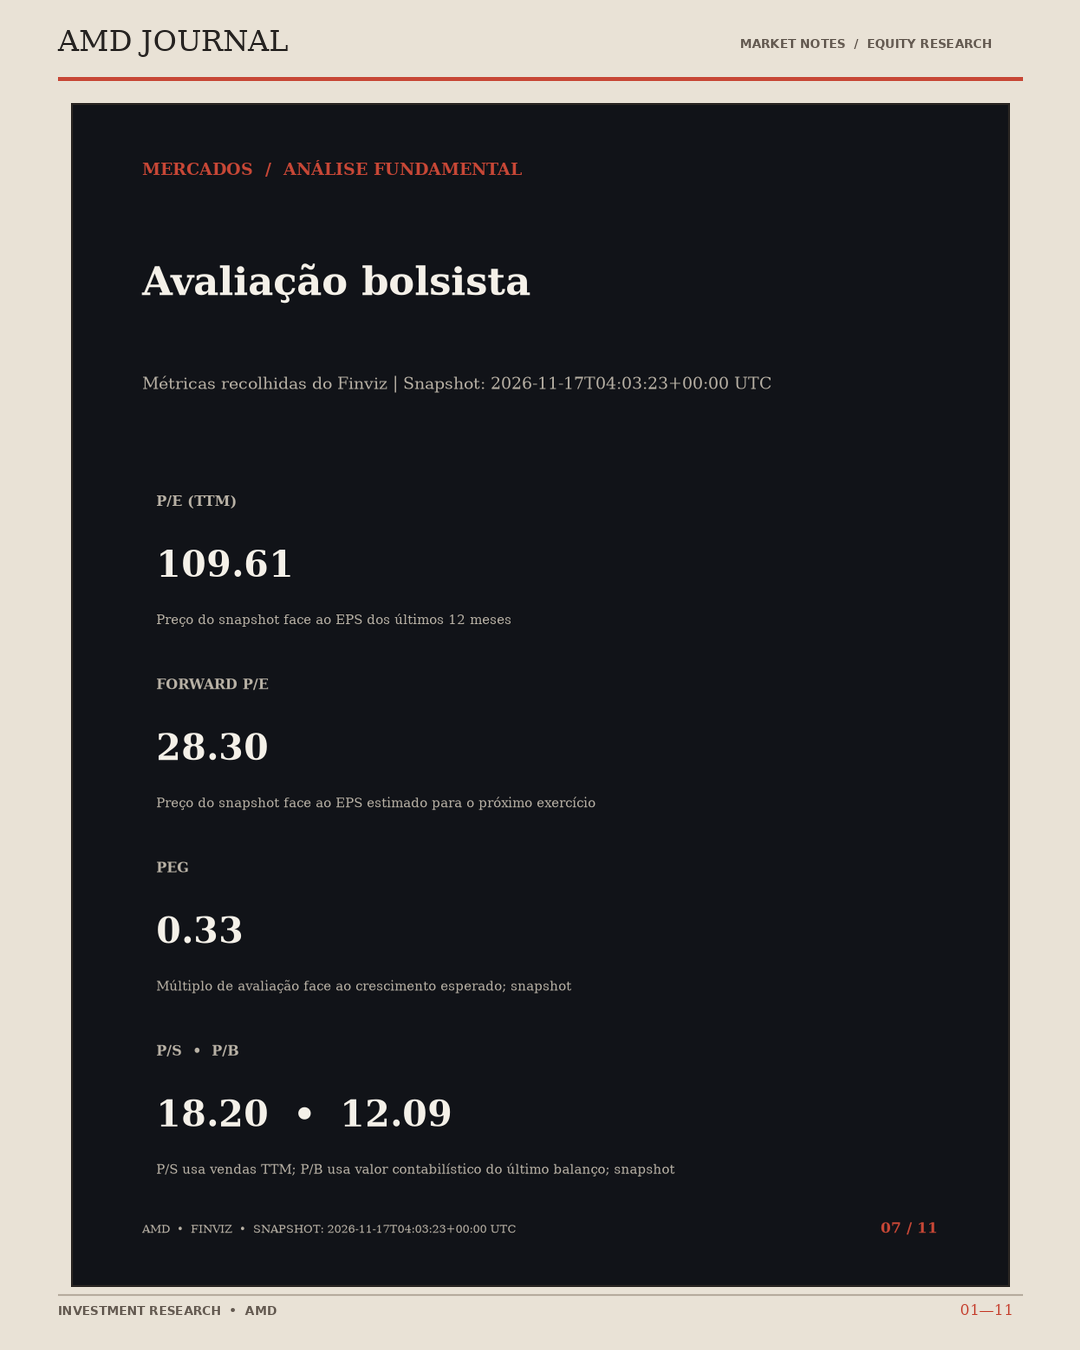 AMD JOURNAL
MARKET NOTES / EQUITY RESEARCH
MERCADOS / ANÁLISE FUNDAMENTAL
Avaliação bolsista
Métricas recolhidas do Finviz | Snapshot: 2026-11-17T04:03:23+00:00 UTC
P/E (TTM)
109.61
Preço do snapshot face ao EPS dos últimos 12 meses
FORWARD P/E
28.30
Preço do snapshot face ao EPS estimado para o próximo exercício
PEG
0.33
Múltiplo de avaliação face ao crescimento esperado; snapshot
P/S • P/B
18.20 • 12.09
P/S usa vendas TTM; P/B usa valor contabilístico do último balanço; snapshot
AMD • FINVIZ • SNAPSHOT: 2026-11-17T04:03:23+00:00 UTC
07 / 11
INVESTMENT RESEARCH • AMD
01—11